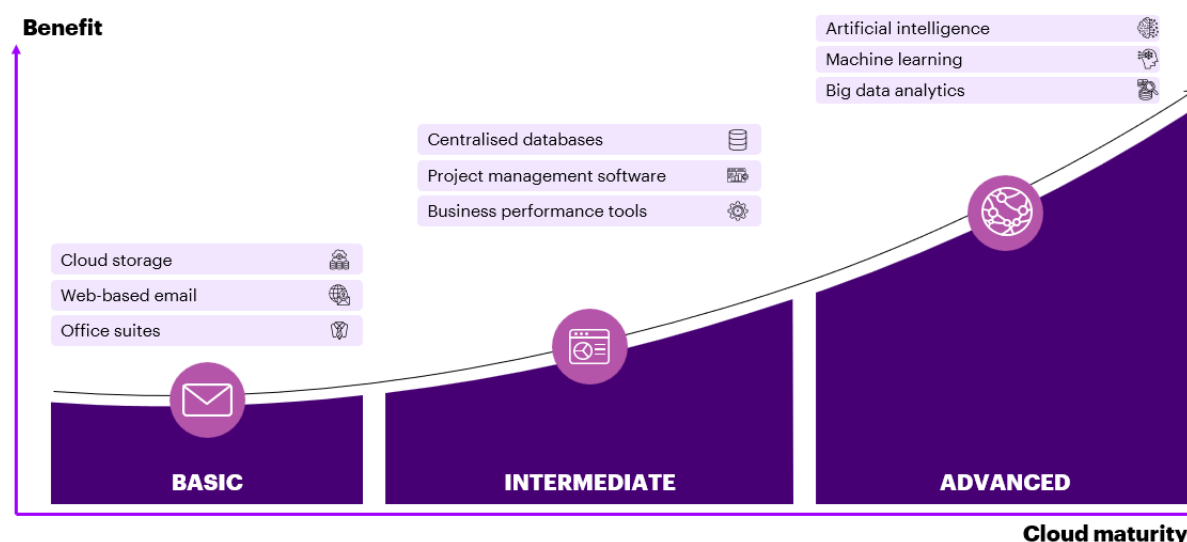 Benefit
Artificial intelligence
Machine learning
Big data analytics
Centralised databases
Project management software
Business performance tools
Cloud storage
Web-based email
Office suites
BASIC
INTERMEDIATE
ADVANCED
Cloud maturity